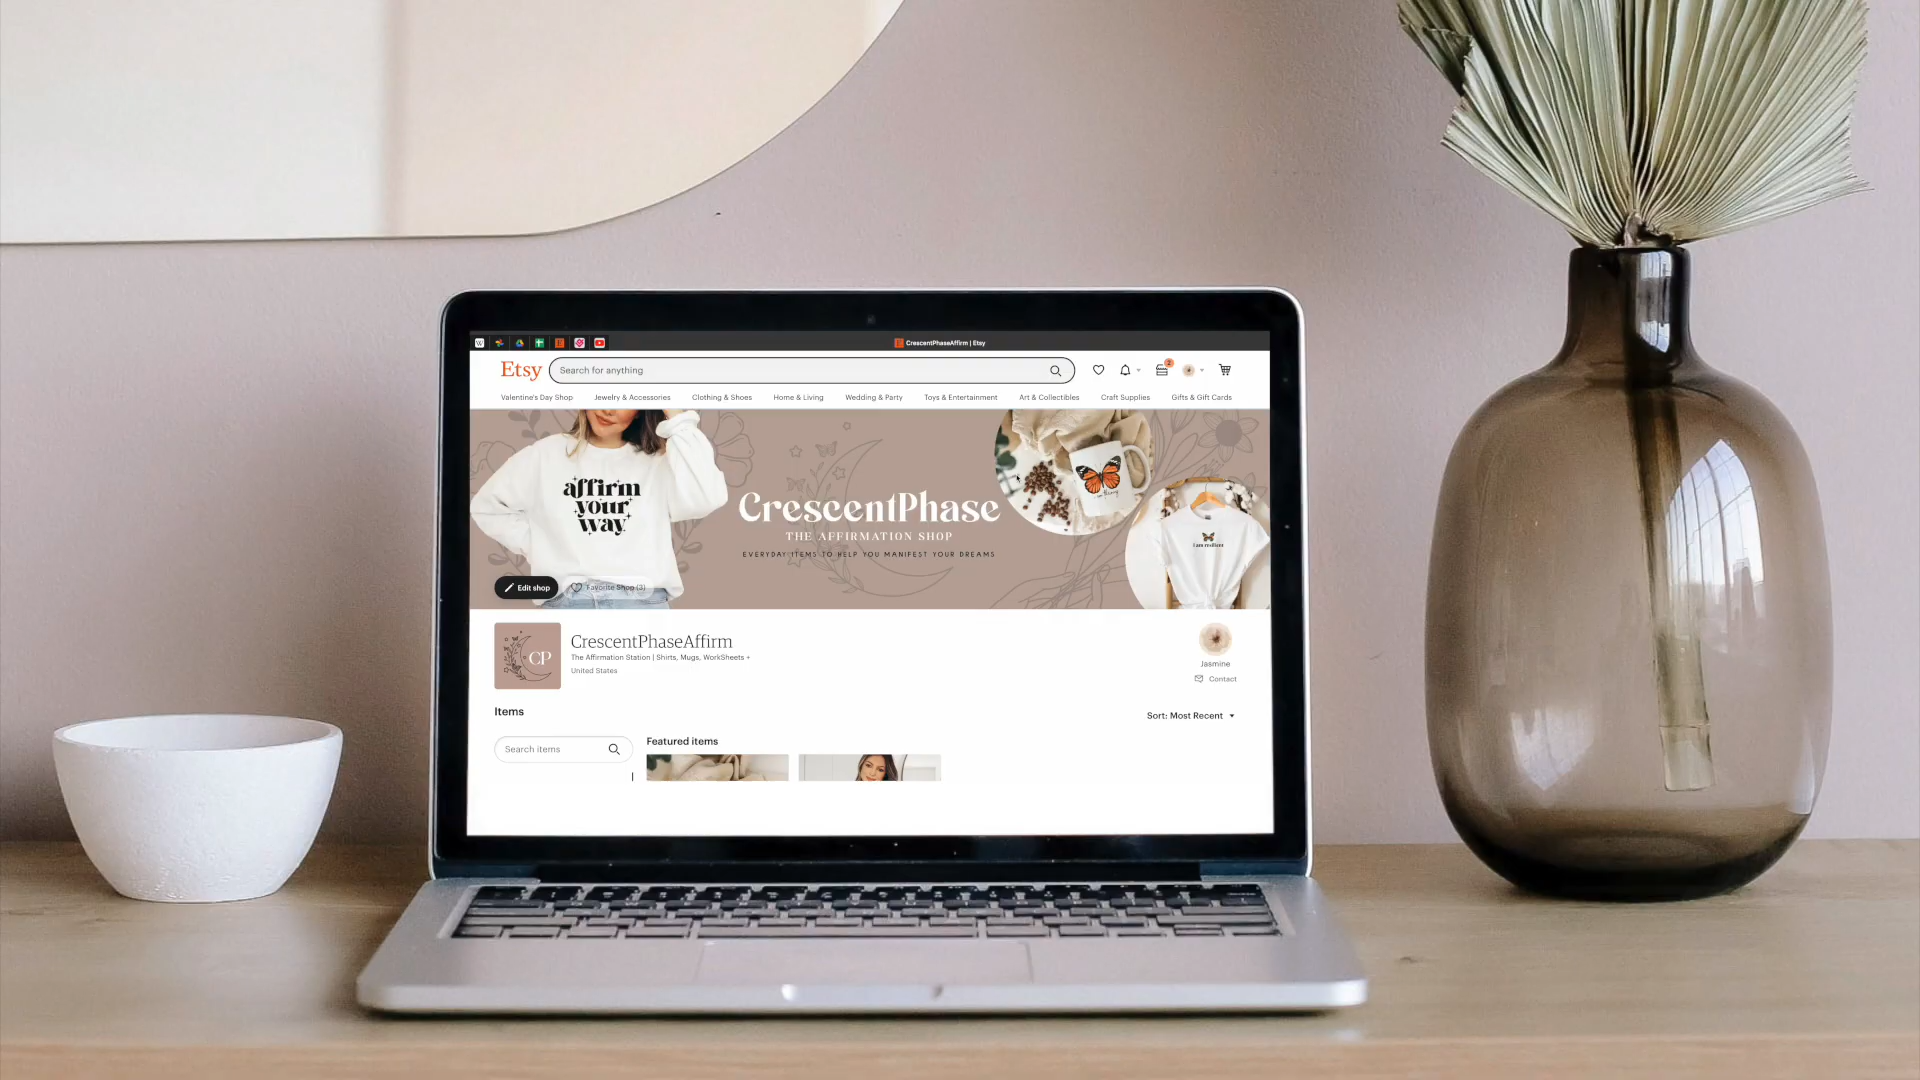 CrescentPhaseAffirm | Etsy
Etsy
Search for anything
2
Valentine's Day Shop Jewelry & Accessories Clothing & Shoes Home & Living Wedding & Party Toys & Entertainment Art & Collectibles Craft Supplies Gifts & Gift Cards
affirm
your
way
CrescentPhase
THE AFFIRMATION SHOP
EVERYDAY ITEMS TO HELP YOU MANIFEST YOUR DREAMS
I am resilient
Edit shop
Favorite Shop (3)
CP
CrescentPhaseAffirm
The Affirmation Station | Shirts, Mugs, WorkSheets +
United States
Jasmine
Contact
Items
Sort: Most Recent
Search items
Featured items